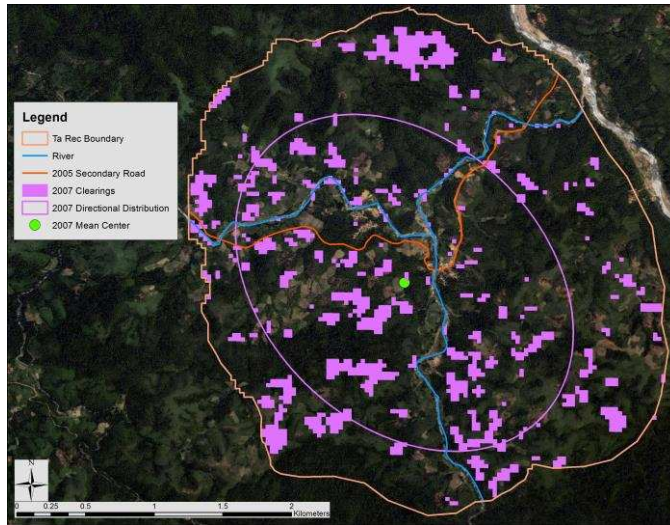 Legend
Ta Rec Boundary
River
2005 Secondary Road
2007 Clearings
2007 Directional Distribution
2007 Mean Center
N
0 0.25 0.5 1 1.5 2
Kilometers